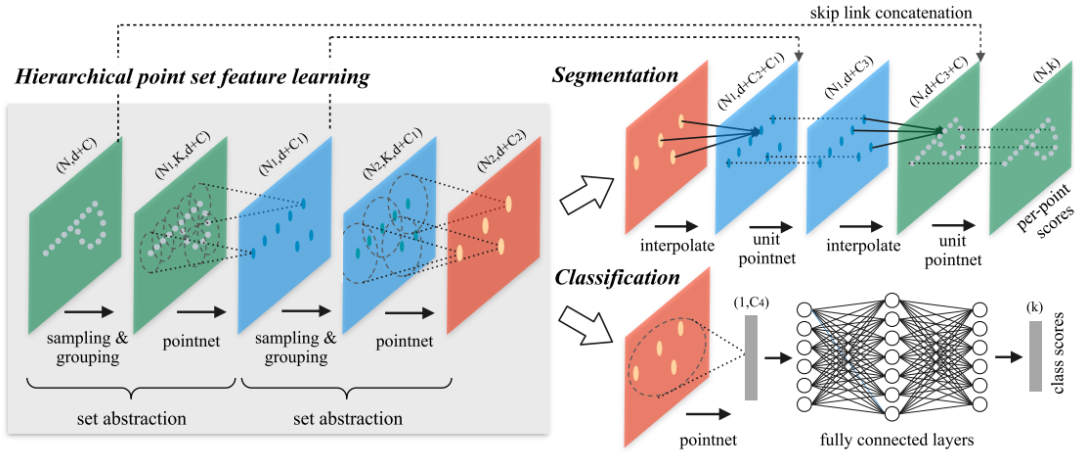 skip link concatenation
Hierarchical point set feature learning
(N,d+C)
(N1,K,d+C)
(N1,d+C1)
(N2,K,d+C1)
(N2,d+C2)
sampling &
grouping
pointnet
sampling &
grouping
pointnet
set abstraction
set abstraction
Segmentation
(N1,d+C2+C1)
(N1,d+C3)
(N,d+C3+C)
(N,k)
interpolate
unit
pointnet
interpolate
unit
pointnet
per-point
scores
Classification
(1,C4)
pointnet
fully connected layers
(k)
class scores